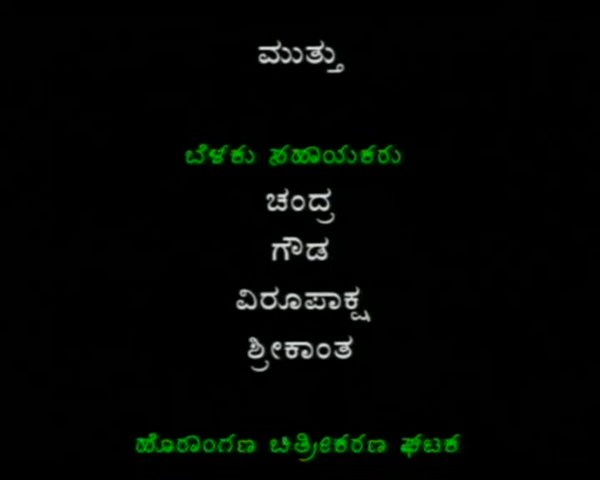 ಮುತ್ತು
ಬೆಳಕು ಸಹಾಯಕರು
ಚಂದ್ರ
ಗೌಡ
ವಿರೂಪಾಕ್ಷ
ಶ್ರೀಕಾಂತ
ಹೊರಾಂಗಣ ಚಿತ್ರೀಕರಣ ಘಟಕ